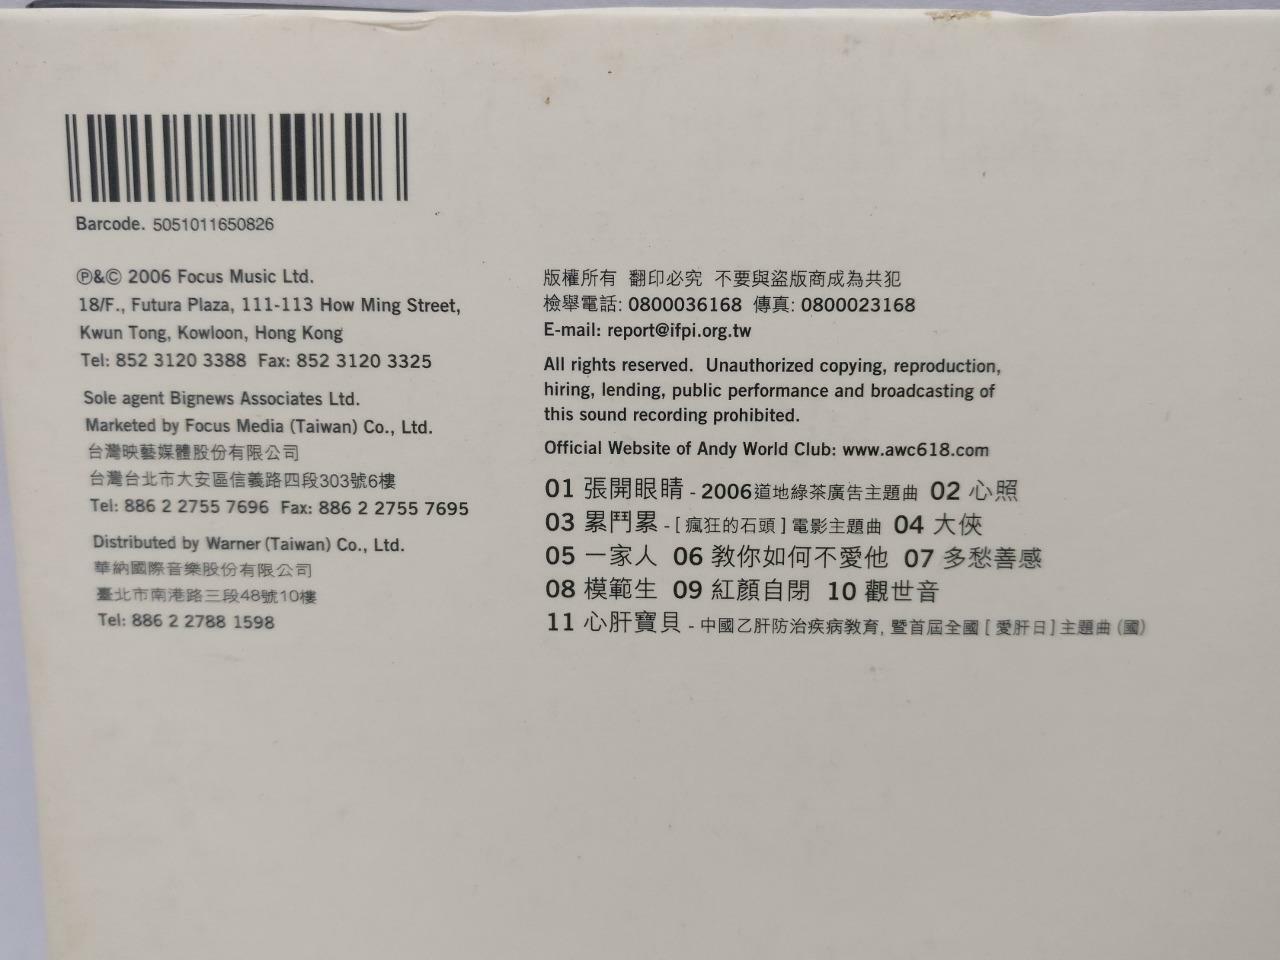 Barcode. 5051011650826
℗&© 2006 Focus Music Ltd.
18/F., Futura Plaza, 111-113 How Ming Street,
Kwun Tong, Kowloon, Hong Kong
Tel: 852 3120 3388 Fax: 852 3120 3325
Sole agent Bignews Associates Ltd.
Marketed by Focus Media (Taiwan) Co., Ltd.
台灣映藝媒體股份有限公司
台灣台北市大安區信義路四段303號6樓
Tel: 886 2 2755 7696 Fax: 886 2 2755 7695
Distributed by Warner (Taiwan) Co., Ltd.
華納國際音樂股份有限公司
臺北市南港路三段48號10樓
Tel: 886 2 2788 1598
版權所有 翻印必究 不要與盜版商成為共犯
檢舉電話: 0800036168 傳真: 0800023168
E-mail: report@ifpi.org.tw
All rights reserved. Unauthorized copying, reproduction,
hiring, lending, public performance and broadcasting of
this sound recording prohibited.
Official Website of Andy World Club: www.awc618.com
01 張開眼睛 - 2006道地綠茶廣告主題曲 02 心照
03 累鬥累 - [ 瘋狂的石頭 ] 電影主題曲 04 大俠
05 一家人 06 教你如何不愛他 07 多愁善感
08 模範生 09 紅顏自閉 10 觀世音
11 心肝寶貝 - 中國乙肝防治疾病教育, 暨首屆全國 [ 愛肝日 ] 主題曲 (國)